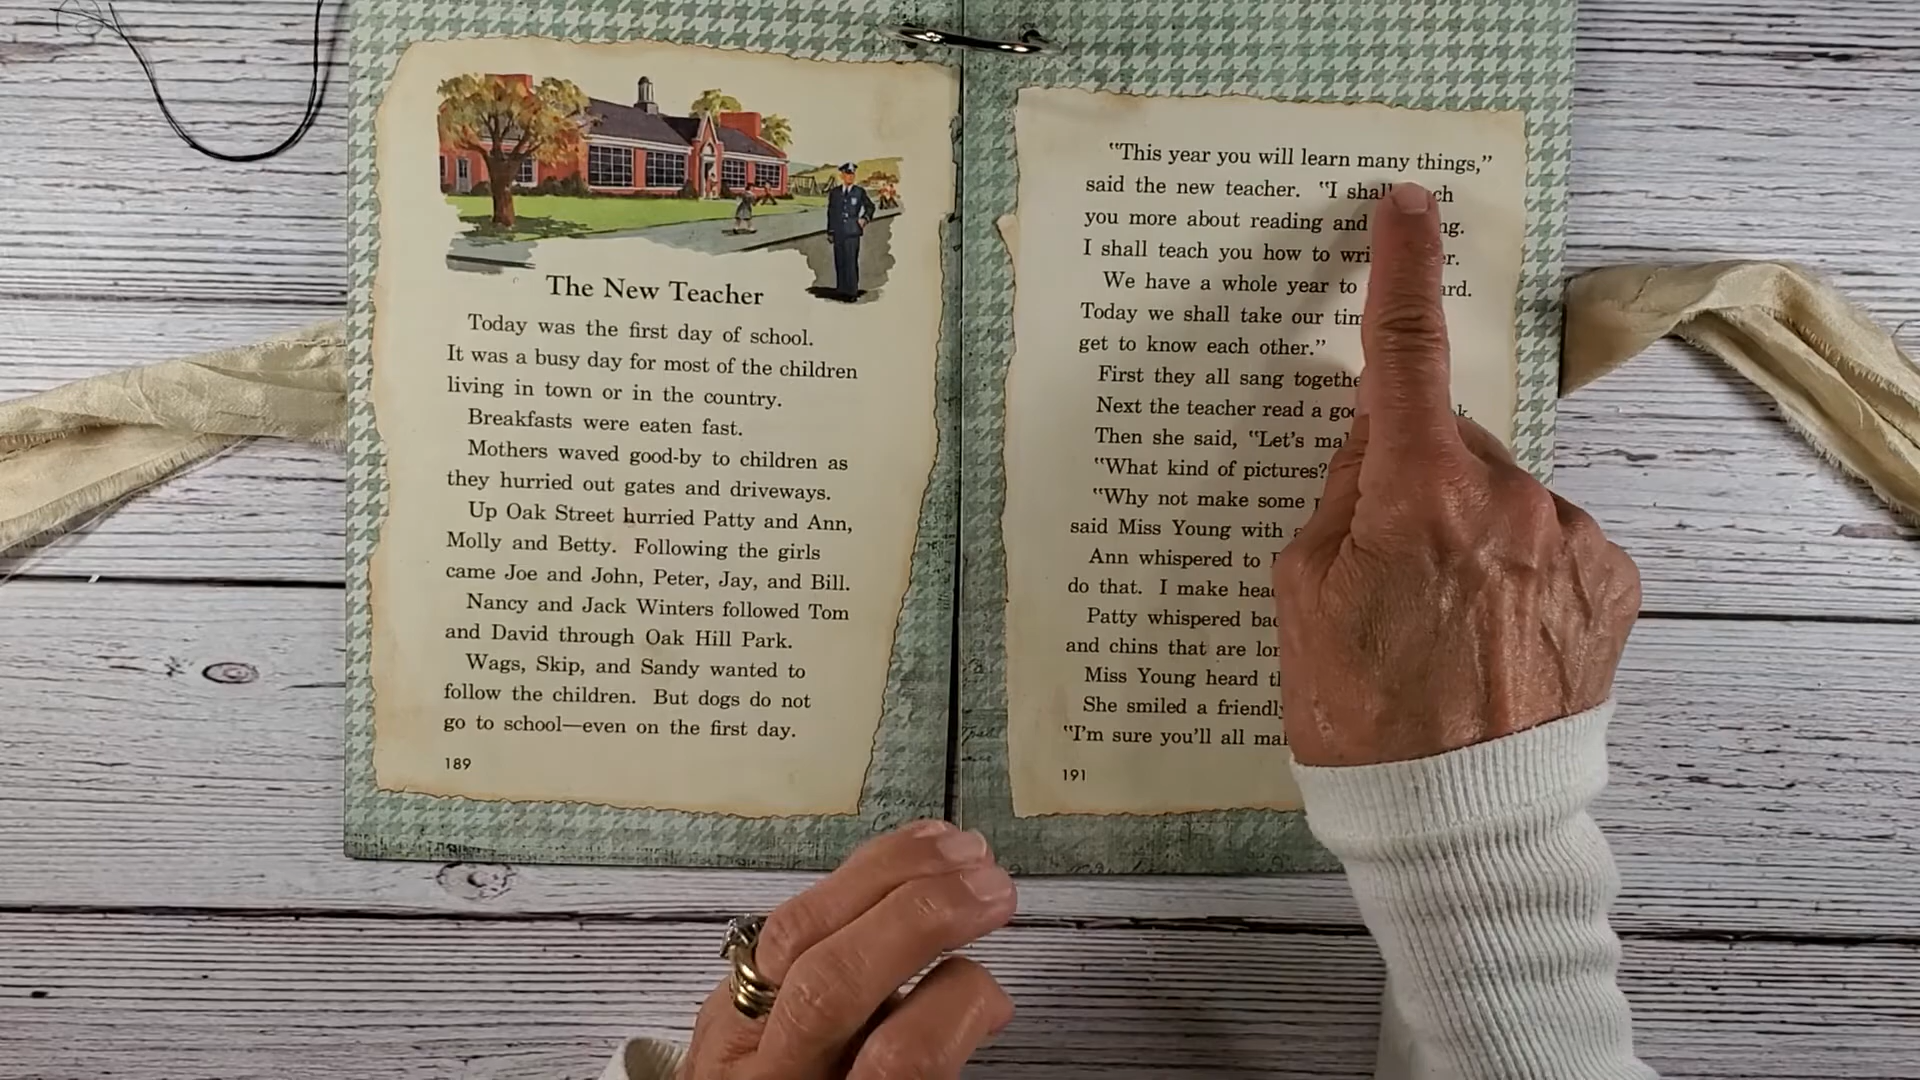 The New Teacher
Today was the first day of school.
It was a busy day for most of the children
living in town or in the country.
Breakfasts were eaten fast.
Mothers waved good-by to children as
they hurried out gates and driveways.
Up Oak Street hurried Patty and Ann,
Molly and Betty. Following the girls
came Joe and John, Peter, Jay, and Bill.
Nancy and Jack Winters followed Tom
and David through Oak Hill Park.
Wags, Skip, and Sandy wanted to
follow the children. But dogs do not
go to school—even on the first day.
189
"This year you will learn many things,"
said the new teacher. "I
you more about reading and
I shall teach you how to
We have a whole year to
Today we shall take our
get to know each other."
First they all sang
Next the teacher read a
Then she said, "Let's
"What kind of pictures?
"Why not make some
said Miss Young with
Ann whispered to
do that. I make
Patty whispered
and chins that are
Miss Young heard
She smiled a friendly
"I'm sure you'll all
191